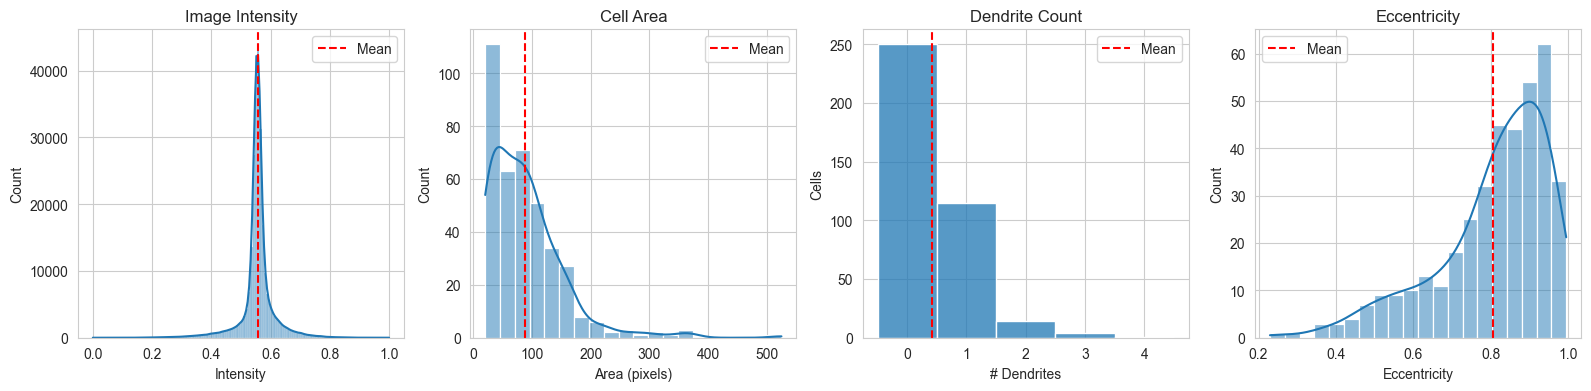 Image Intensity
Mean
40000
30000
20000
10000
0
Count
0.0 0.2 0.4 0.6 0.8 1.0
Intensity
Cell Area
Mean
100
80
60
40
20
0
Count
0 100 200 300 400 500
Area (pixels)
Dendrite Count
Mean
250
200
150
100
50
0
Cells
0 1 2 3 4
# Dendrites
Eccentricity
Mean
60
50
40
30
20
10
0
Count
0.2 0.4 0.6 0.8 1.0
Eccentricity